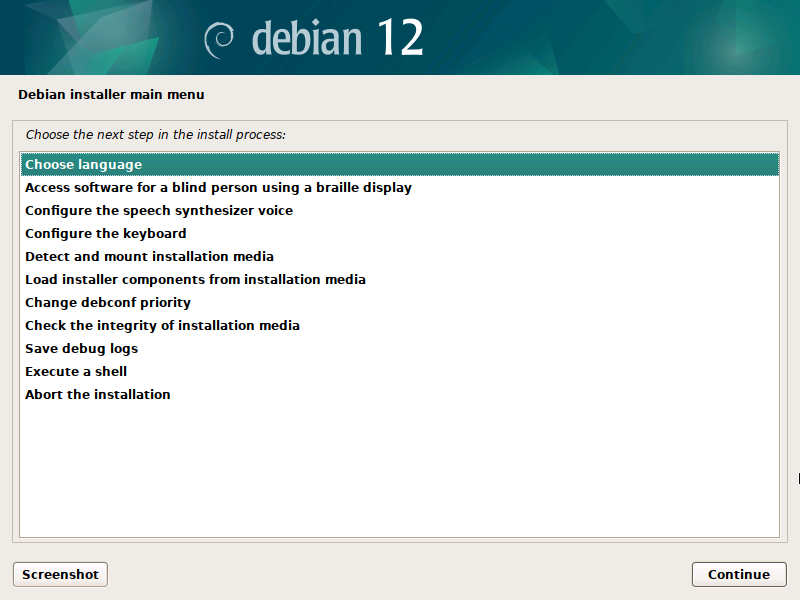 debian 12
Debian installer main menu
Choose the next step in the install process:
Choose language
Access software for a blind person using a braille display
Configure the speech synthesizer voice
Configure the keyboard
Detect and mount installation media
Load installer components from installation media
Change debconf priority
Check the integrity of installation media
Save debug logs
Execute a shell
Abort the installation
Screenshot
Continue